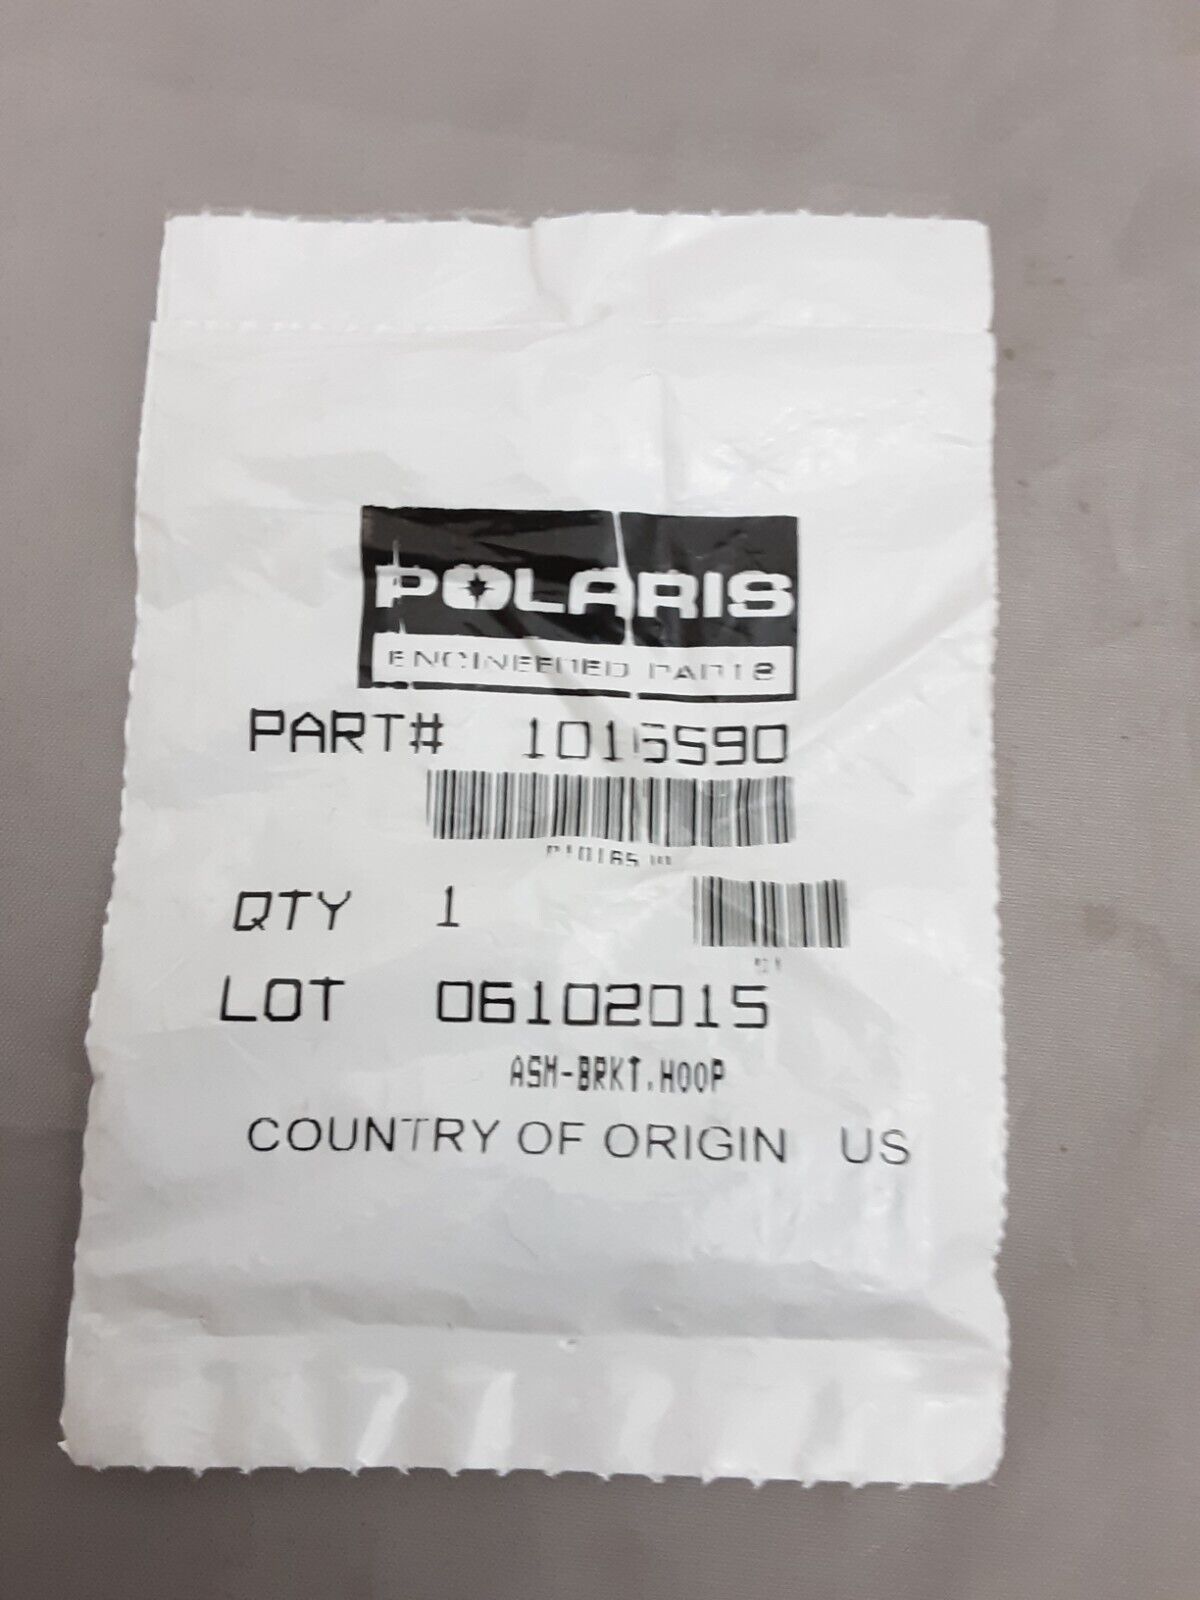 POLARIS
ENGINEERED PARTS
PART# 1016590
QTY 1
LOT 06102015
ASM-BRKT,HOOP
COUNTRY OF ORIGIN US